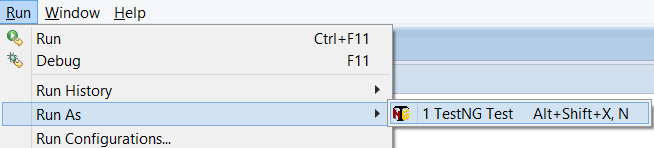 Run Window Help
Run Ctrl+F11
Debug F11
Run History
Run As
1 TestNG Test Alt+Shift+X, N
Run Configurations...